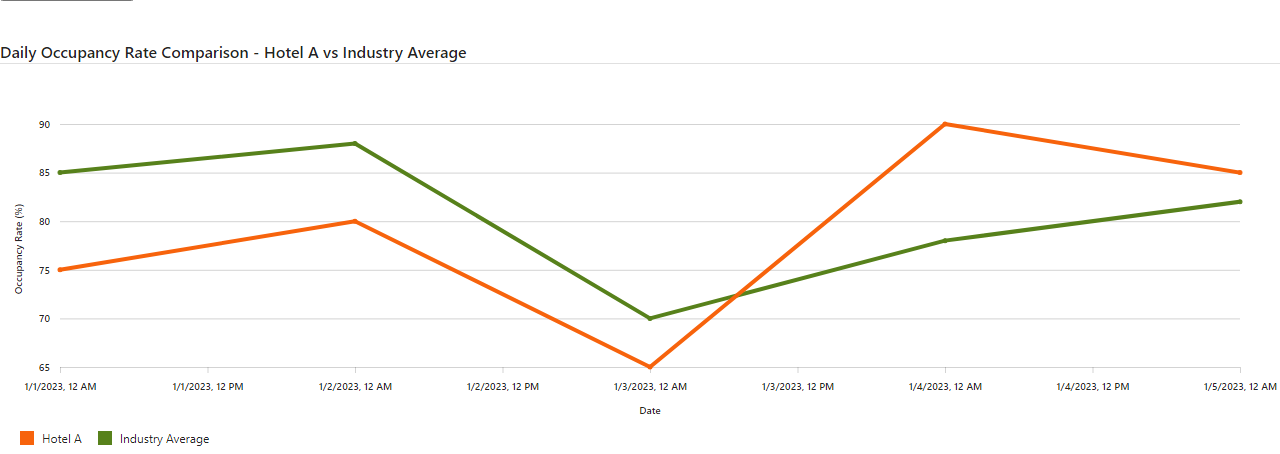 Daily Occupancy Rate Comparison - Hotel A vs Industry Average
90
85
80
75
70
65
Occupancy Rate (%)
1/1/2023, 12 AM 1/1/2023, 12 PM 1/2/2023, 12 AM 1/2/2023, 12 PM 1/3/2023, 12 AM 1/3/2023, 12 PM 1/4/2023, 12 AM 1/4/2023, 12 PM 1/5/2023, 12 AM
Date
Hotel A Industry Average